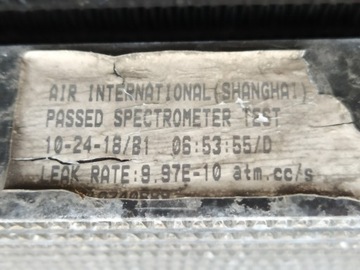 AIR INTERNATIONAL(SHANGHAI)
PASSED SPECTROMETER TEST
10-24-18/B1 06:53:55/D
LEAK RATE:9.97E-10 atm.cc/s